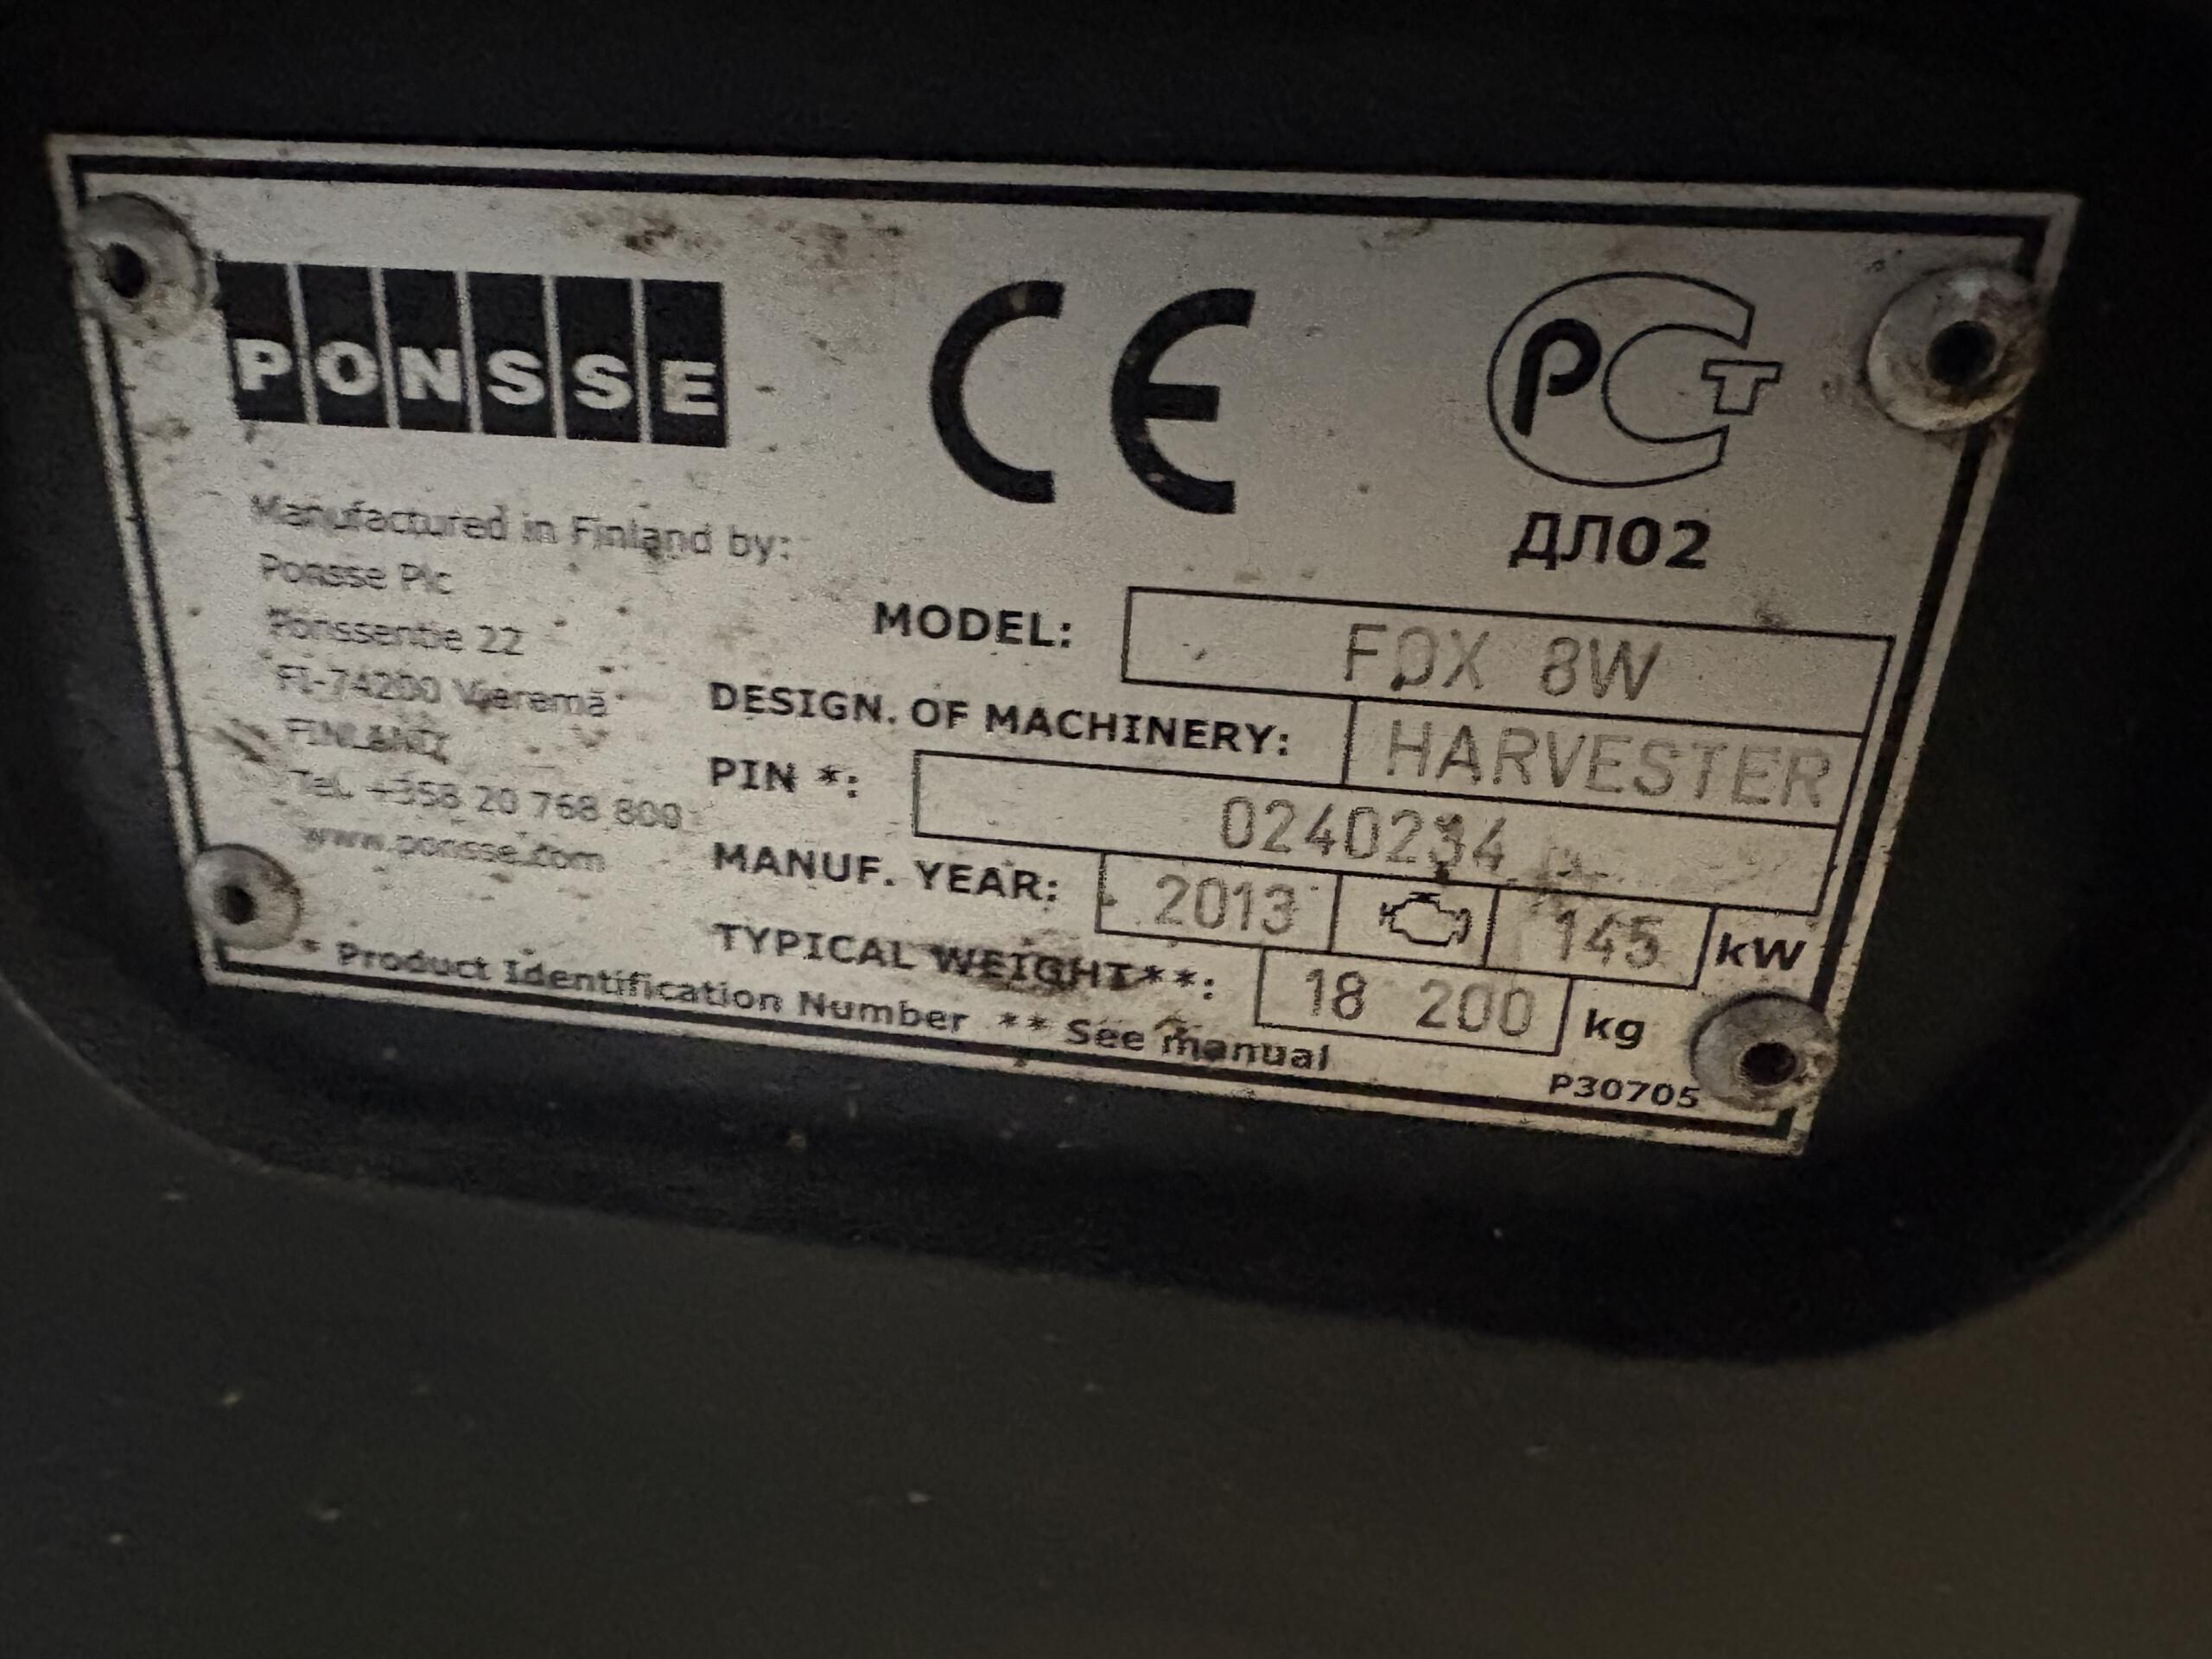 PONSSE
CE
РСТ
ДЛ02
Manufactured in Finland by:
Ponsse Plc
Ponssentie 22
FI-74200 Vieremä
FINLAND
Tel. +358 20 768 800
www.ponsse.com
MODEL: FOX 8W
DESIGN. OF MACHINERY: HARVESTER
PIN *: 0240234
MANUF. YEAR: 2013 145 kW
TYPICAL WEIGHT**: 18 200 kg
* Product Identification Number ** See manual
P30705